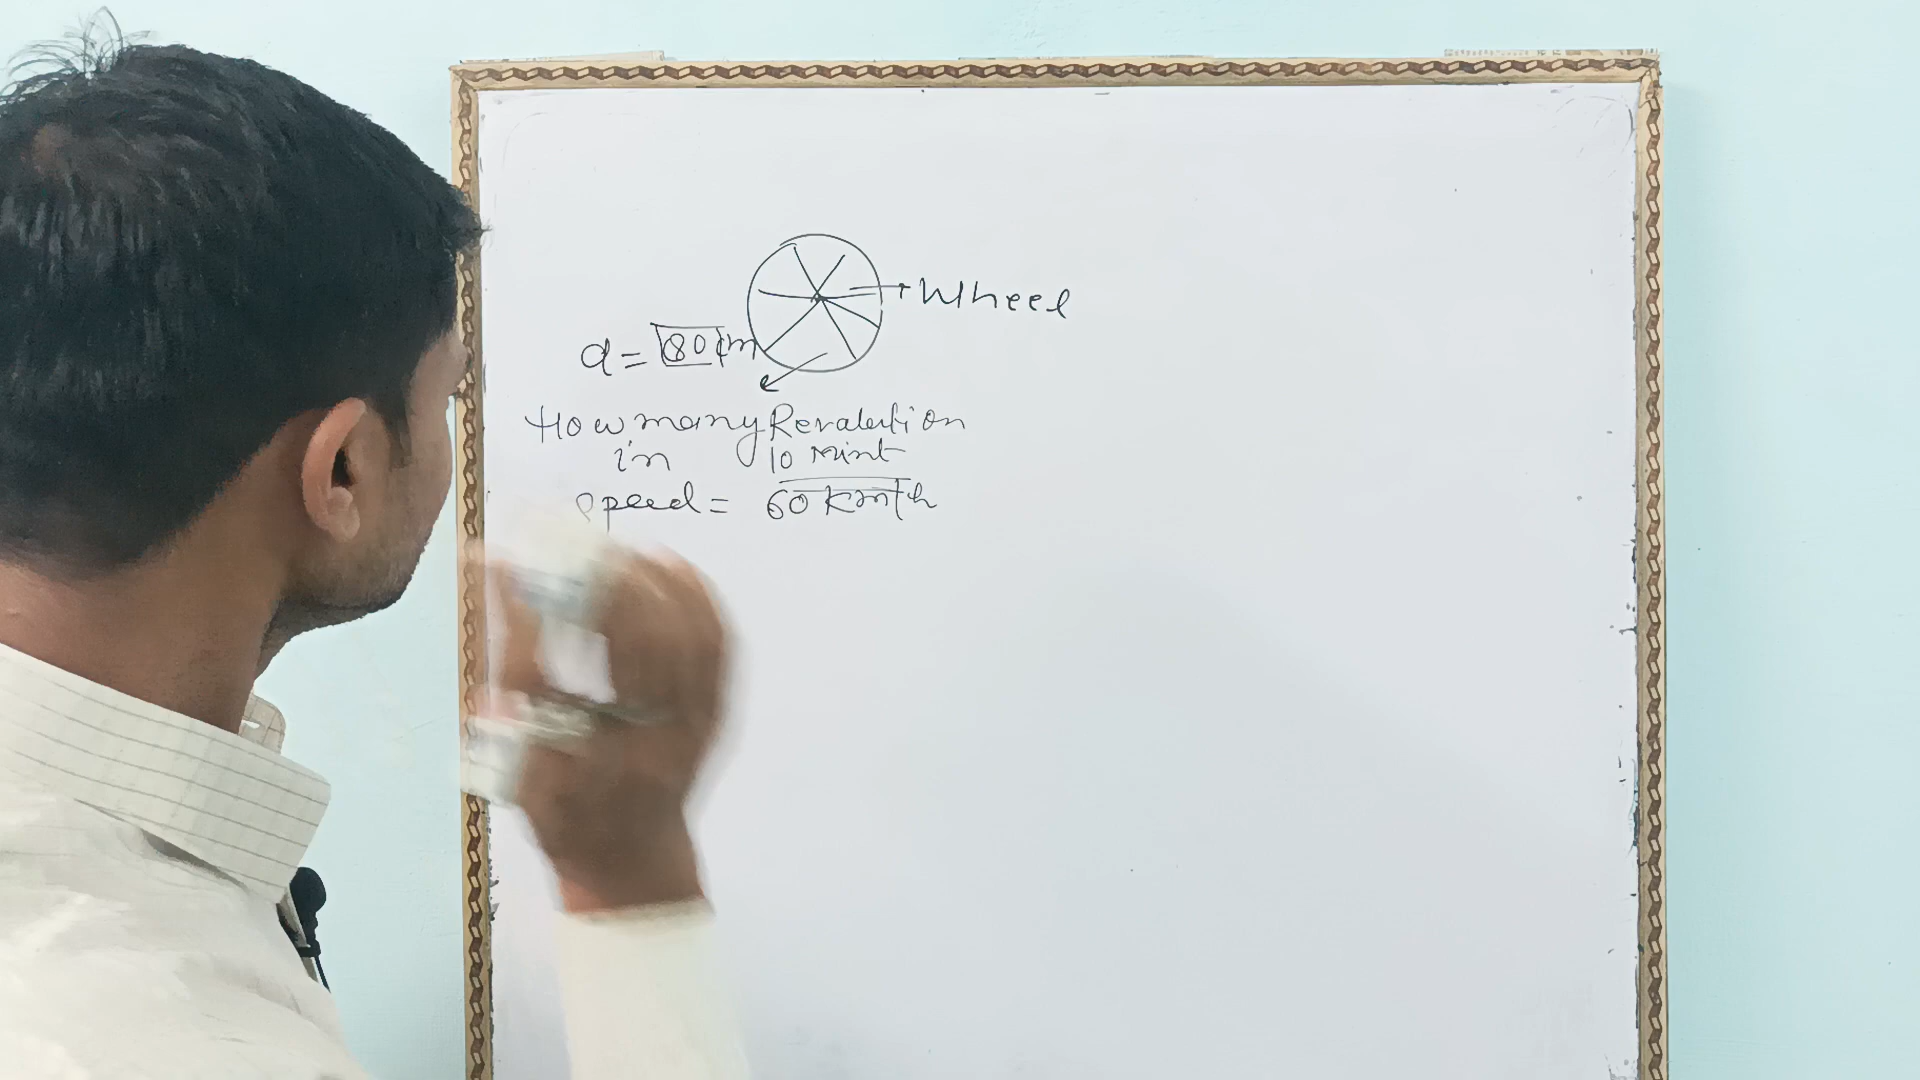 Wheel
d = 80 cm
How many Revalution
in 10 Mint
speed = 60 km/h